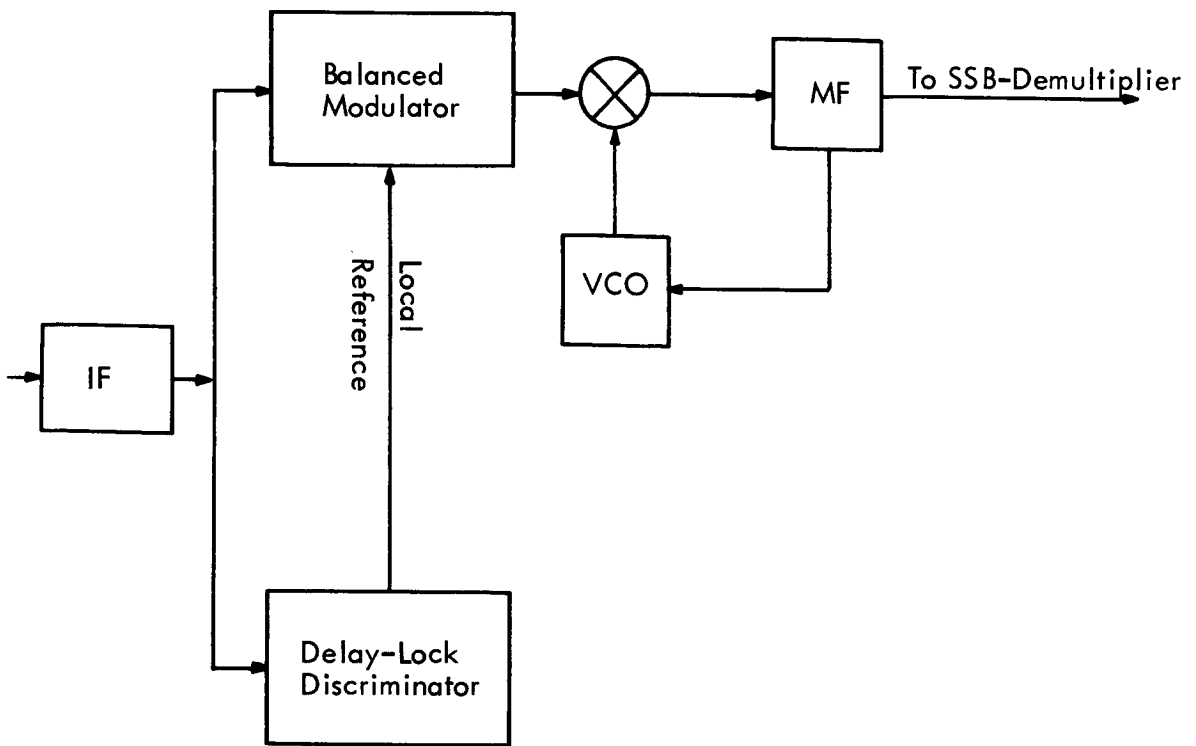 Balanced
Modulator
MF
To SSB-Demultiplier
VCO
Local
Reference
IF
Delay-Lock
Discriminator